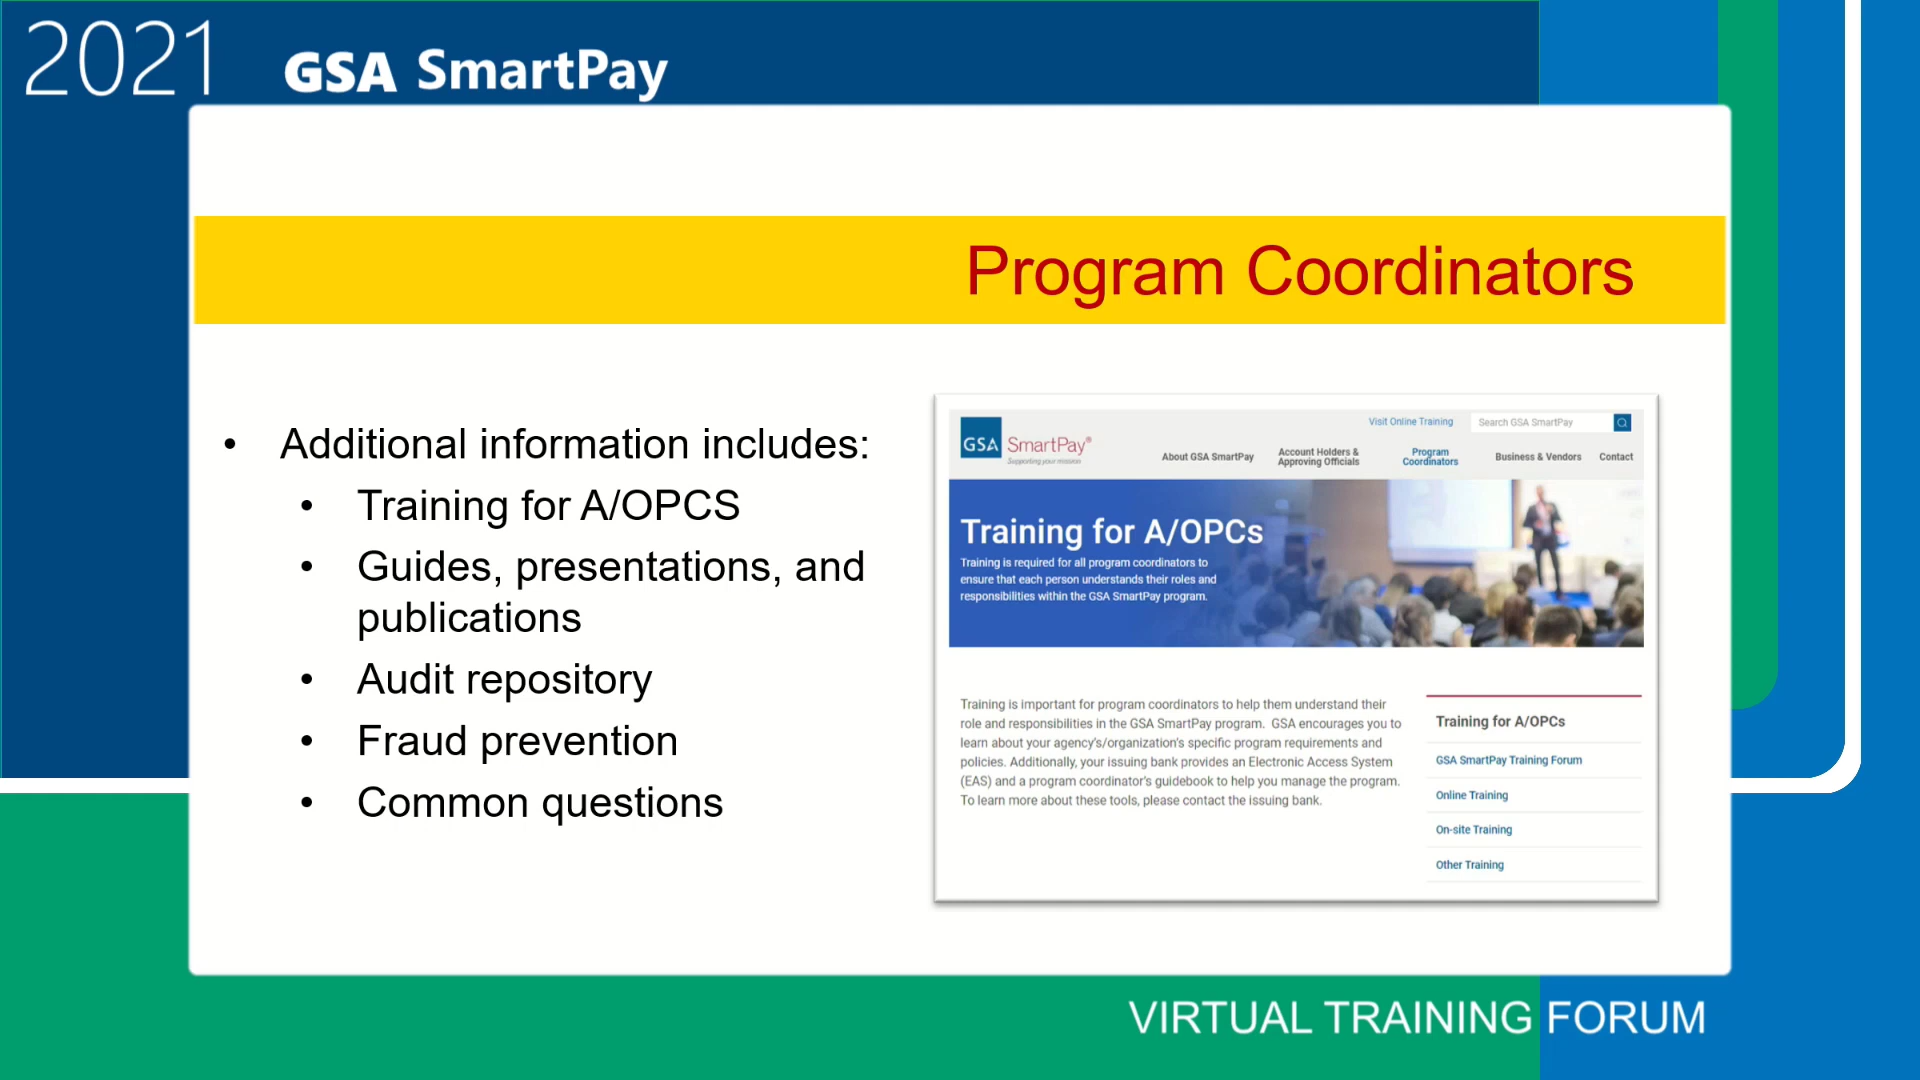 2021 GSA SmartPay
Program Coordinators
• Additional information includes:
• Training for A/OPCS
• Guides, presentations, and
publications
• Audit repository
• Fraud prevention
• Common questions
Visit Online Training
Search GSA SmartPay
GSA SmartPay®
Supporting your mission
About GSA SmartPay
Account Holders &
Approving Officials
Program
Coordinators
Business & Vendors
Contact
Training for A/OPCs
Training is required for all program coordinators to
ensure that each person understands their roles and
responsibilities within the GSA SmartPay program.
Training is important for program coordinators to help them understand their
role and responsibilities in the GSA SmartPay program. GSA encourages you to
learn about your agency's/organization's specific program requirements and
policies. Additionally, your issuing bank provides an Electronic Access System
(EAS) and a program coordinator's guidebook to help you manage the program.
To learn more about these tools, please contact the issuing bank.
Training for A/OPCs
GSA SmartPay Training Forum
Online Training
On-site Training
Other Training
VIRTUAL TRAINING FORUM